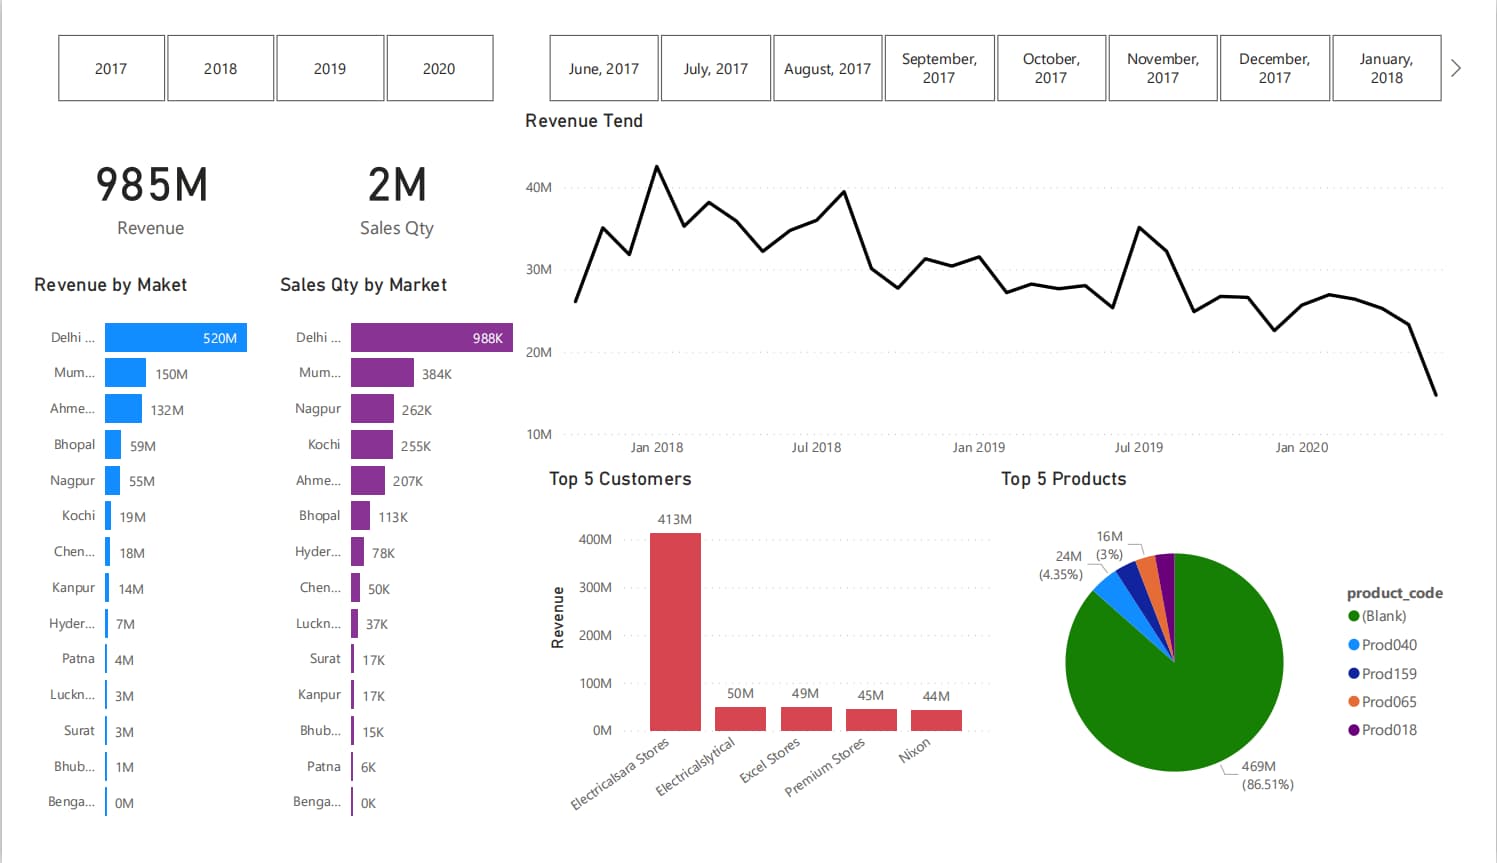 2017
2018
2019
2020
June, 2017
July, 2017
August, 2017
September,
2017
October,
2017
November,
2017
December,
2017
January,
2018
985M
Revenue
2M
Sales Qty
Revenue by Maket
Delhi ...
520M
Mum...
150M
Ahme...
132M
Bhopal
59M
Nagpur
55M
Kochi
19M
Chen...
18M
Kanpur
14M
Hyder...
7M
Patna
4M
Luckn...
3M
Surat
3M
Bhub...
1M
Benga...
0M
Sales Qty by Market
Delhi ...
988K
Mum...
384K
Nagpur
262K
Kochi
255K
Ahme...
207K
Bhopal
113K
Hyder...
78K
Chen...
50K
Luckn...
37K
Surat
17K
Kanpur
17K
Bhub...
15K
Patna
6K
Benga...
0K
Revenue Tend
40M
30M
20M
10M
Jan 2018
Jul 2018
Jan 2019
Jul 2019
Jan 2020
Top 5 Customers
Revenue
400M
300M
200M
100M
0M
413M
50M
49M
45M
44M
Electricalsara Stores
Electricalslytical
Excel Stores
Premium Stores
Nixon
Top 5 Products
16M
(3%)
24M
(4.35%)
469M
(86.51%)
product_code
(Blank)
Prod040
Prod159
Prod065
Prod018